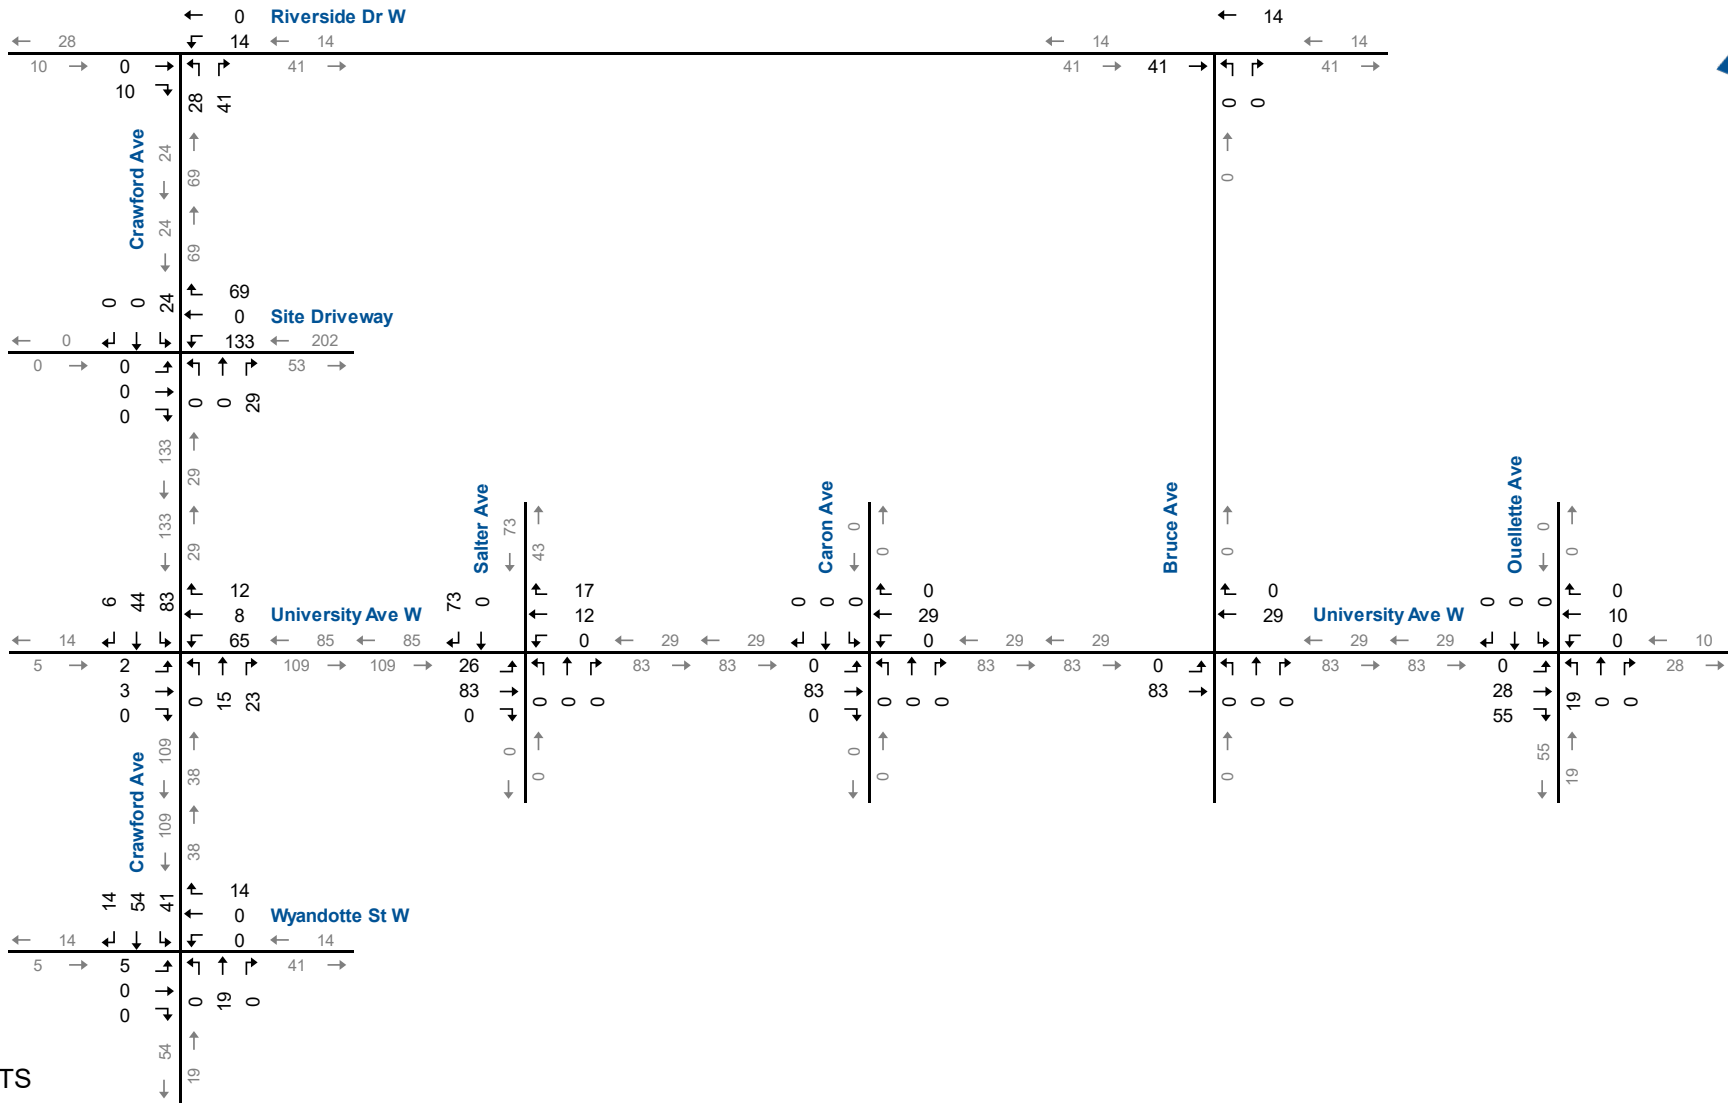 0 Riverside Dr W
14
28 14 14 14 14
14
10 0 41 41 41 41
10
28 41 0 0
Crawford Ave
24 69
24 69
0
0 0 24
69
0 Site Driveway
0 133 202
0 0 53
0
0
0 0 29
133 29
133 29
Salter Ave
73 43
Caron Ave
0 0
Bruce Ave
0
Ouellette Ave
0 0
6 44 83
12
8 University Ave W
14 65 85 85
73 0
17
12
0 29 29
0 0 0
0
29
0 29 29
0
29 University Ave W
29 29
0 0 0
0
10
0 10
5 2 109 109 26 83 83 0 83 83 0 83 83 0 28
3 83 83 83 28
0 0 0 55
0 15 23
0 0 0
0 0 0
0 0 0
19 0 0
Crawford Ave
109 38
109 38
0 0
0 0
0
55 19
14 54 41
14
0 Wyandotte St W
14 0 14
5 5 41
0
0
0 19 0
54 19
TS